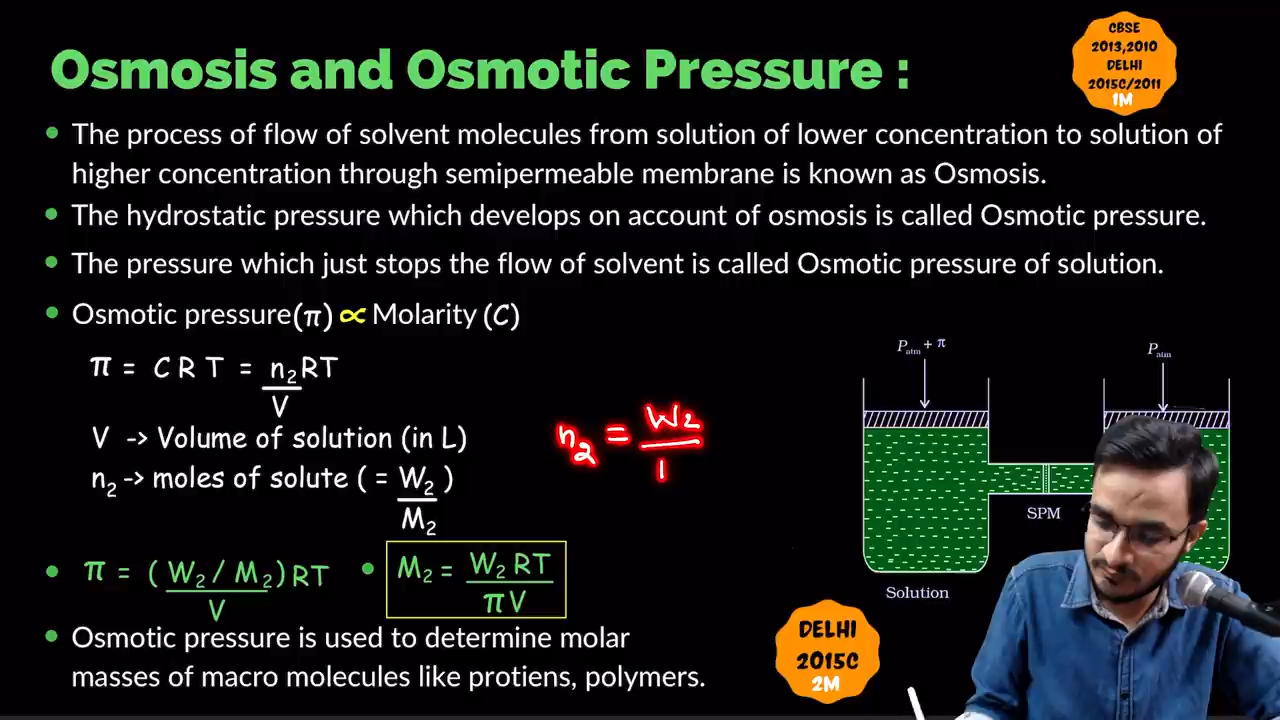 Osmosis and Osmotic Pressure :
CBSE
2013,2010
DELHI
2015C/2011
1M
• The process of flow of solvent molecules from solution of lower concentration to solution of
higher concentration through semipermeable membrane is known as Osmosis.
• The hydrostatic pressure which develops on account of osmosis is called Osmotic pressure.
• The pressure which just stops the flow of solvent is called Osmotic pressure of solution.
• Osmotic pressure(π) ∝ Molarity (C)
π = C R T = n₂RT
V
V -> Volume of solution (in L)
n₂ -> moles of solute ( = W₂ )
M₂
n₂ = W₂
• π = ( W₂ / M₂ ) RT
V
• M₂ = W₂ RT
π V
• Osmotic pressure is used to determine molar
masses of macro molecules like protiens, polymers.
Patm + π
Patm
SPM
Solution
DELHI
2015C
2M